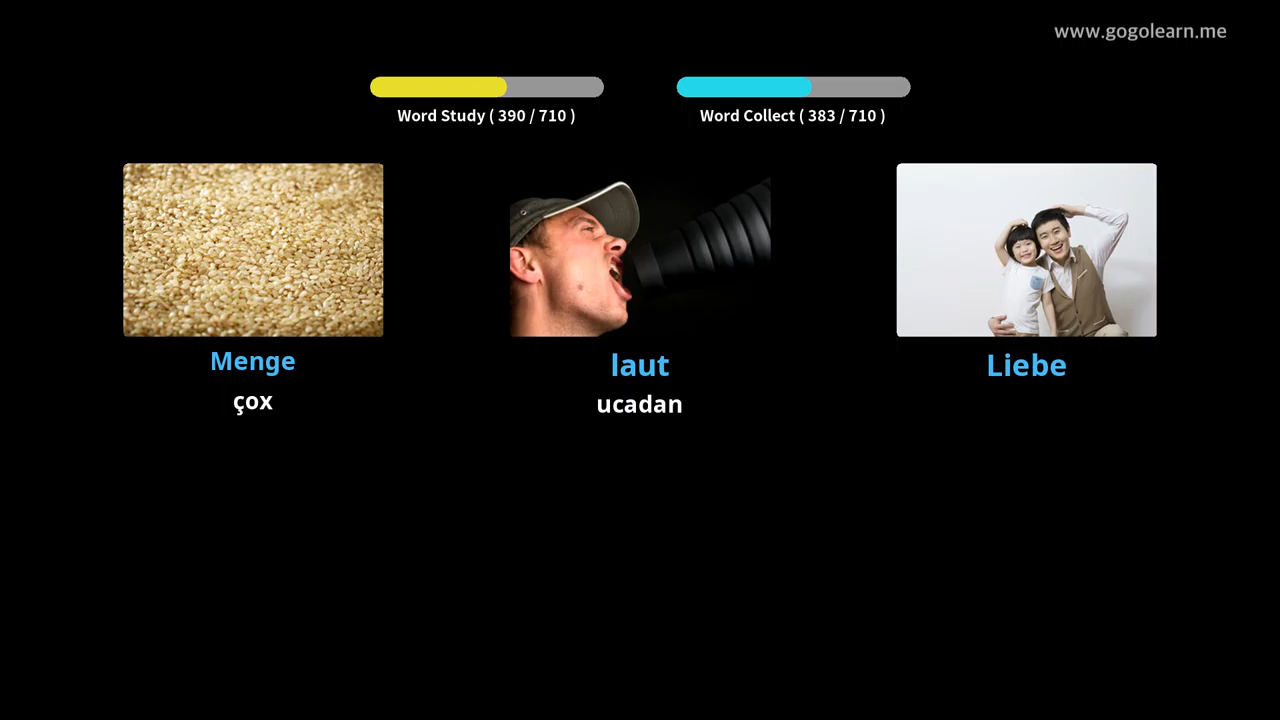 www.gogolearn.me
Word Study ( 390 / 710 )
Word Collect ( 383 / 710 )
Menge
çox
laut
ucadan
Liebe